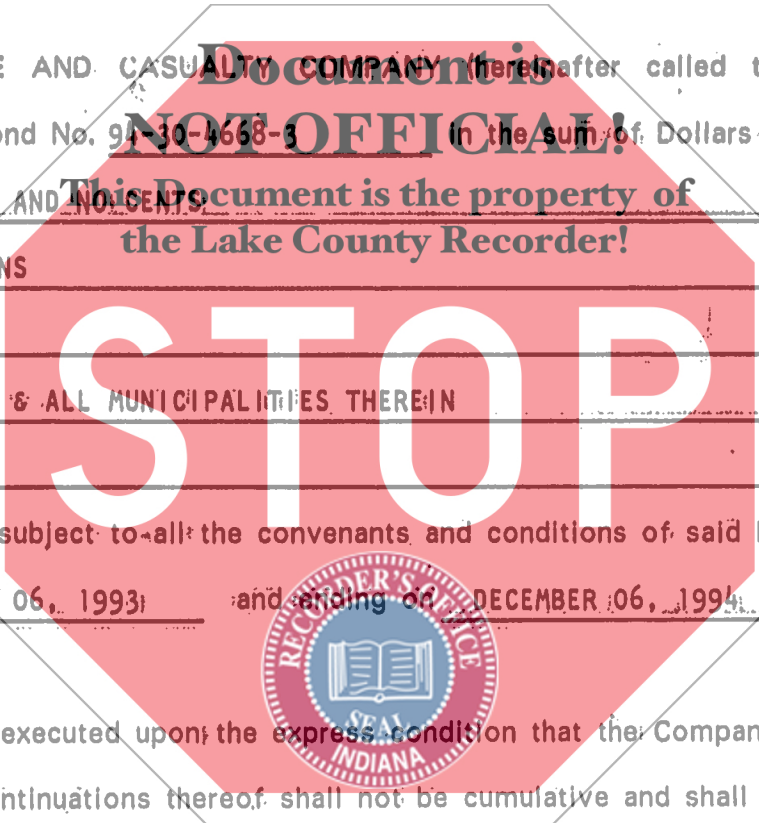 E AND CASUALTY COMPANY (hereinafter called t
Document is
ond No. 94-30-4668-3 in the sum of Dollars
NOT OFFICIAL!
AND NO CENTS
This Document is the property of
the Lake County Recorder!
NS
STOP
& ALL MUNICIPALITIES THEREIN
subject to all the convenants and conditions of said
06, 1993 and ending on DECEMBER 06, 1994
RECORDER'S OFFICE
SEAL
INDIANA
executed upon the express condition that the Compan
ntinuations thereof shall not be cumulative and shall